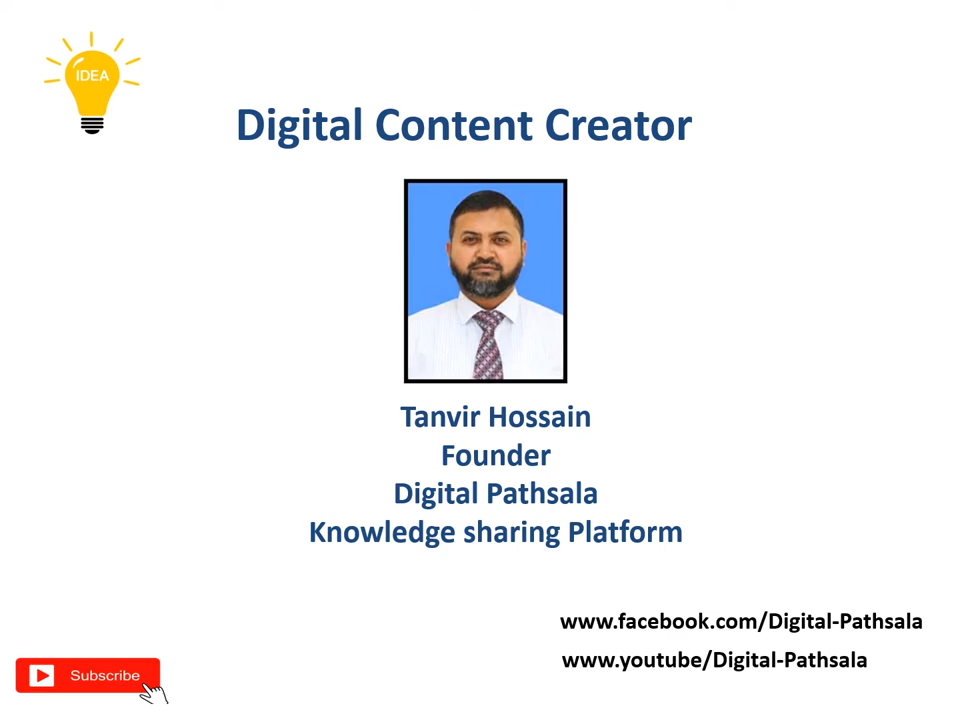 IDEA
Digital Content Creator
Tanvir Hossain
Founder
Digital Pathsala
Knowledge sharing Platform
www.facebook.com/Digital-Pathsala
www.youtube/Digital-Pathsala
Subscribe